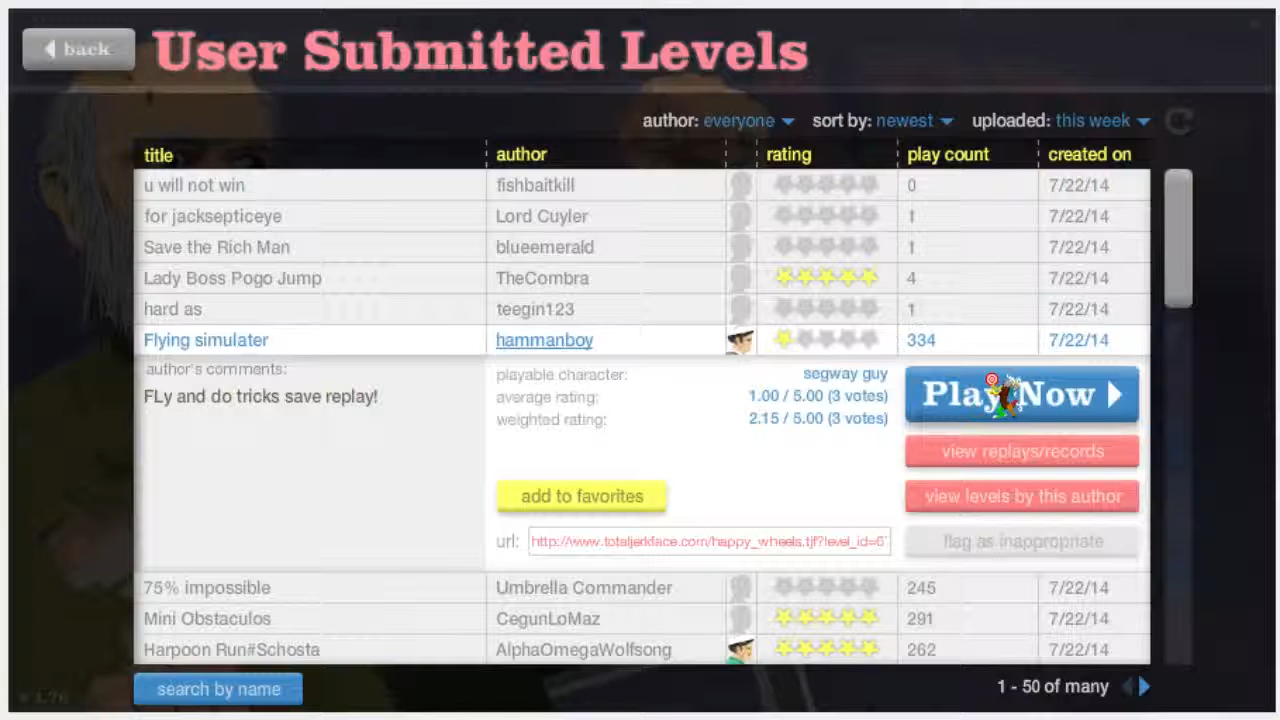 back
User Submitted Levels
author: everyone sort by: newest uploaded: this week
title author rating play count created on
u will not win fishbaitkill 0 7/22/14
for jacksepticeye Lord Cuyler 1 7/22/14
Save the Rich Man blueemerald 1 7/22/14
Lady Boss Pogo Jump TheCombra 4 7/22/14
hard as teegin123 1 7/22/14
Flying simulater hammanboy 334 7/22/14
author's comments:
FLy and do tricks save replay!
playable character: segway guy
average rating: 1.00 / 5.00 (3 votes)
weighted rating: 2.15 / 5.00 (3 votes)
Play Now
view replays/records
add to favorites
view levels by this author
url: http://www.totaljerkface.com/happy_wheels.tjf?level_id=6
flag as inappropriate
75% impossible Umbrella Commander 245 7/22/14
Mini Obstaculos CegunLoMaz 291 7/22/14
Harpoon Run#Schosta AlphaOmegaWolfsong 262 7/22/14
search by name
1 - 50 of many